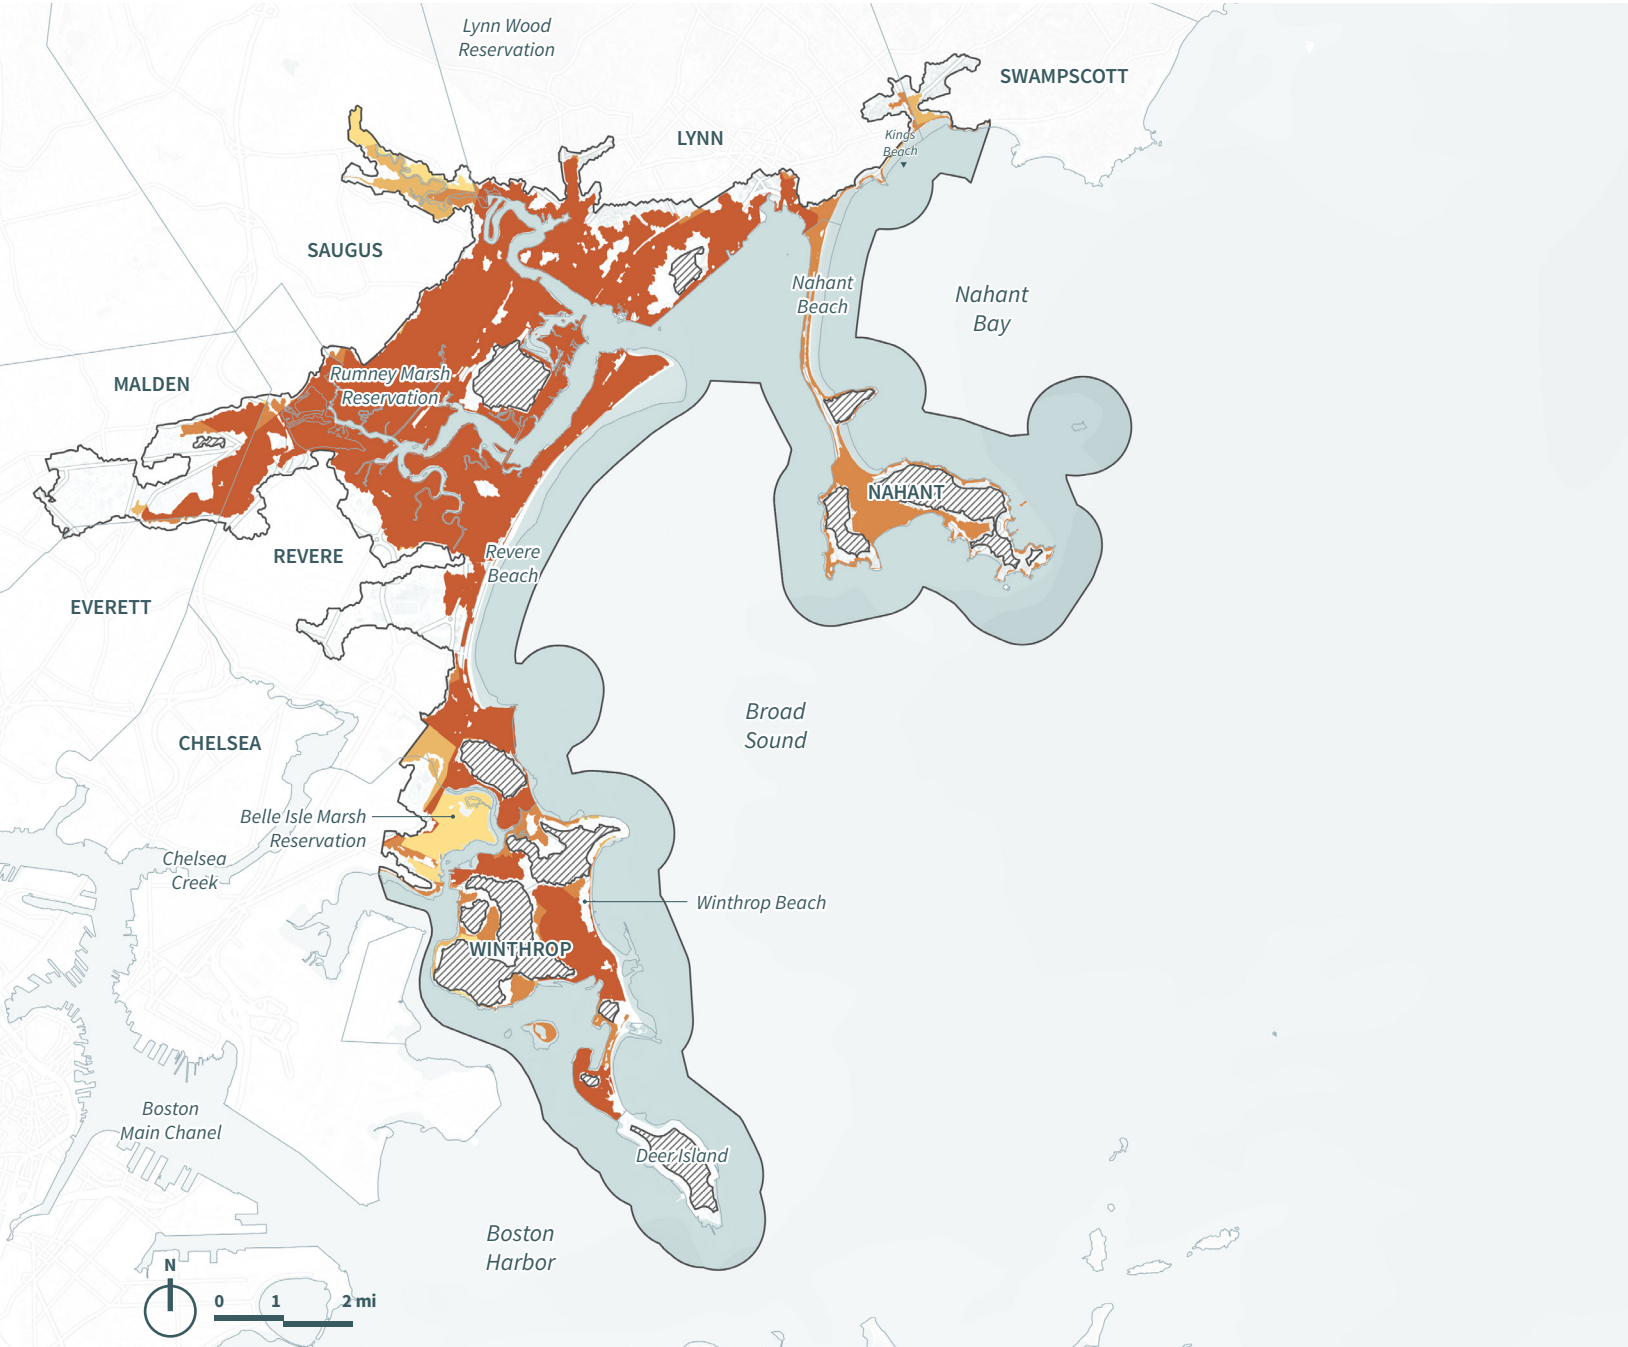 Lynn Wood
Reservation
SWAMPSCOTT
LYNN
Kings
Beach
SAUGUS
Nahant
Beach
Nahant
Bay
MALDEN
Rumney Marsh
Reservation
NAHANT
REVERE
Revere
Beach
EVERETT
Broad
Sound
CHELSEA
Belle Isle Marsh
Reservation
Chelsea
Creek
Winthrop Beach
WINTHROP
Boston
Main Chanel
Deer Island
Boston
Harbor
N
0 1 2 mi